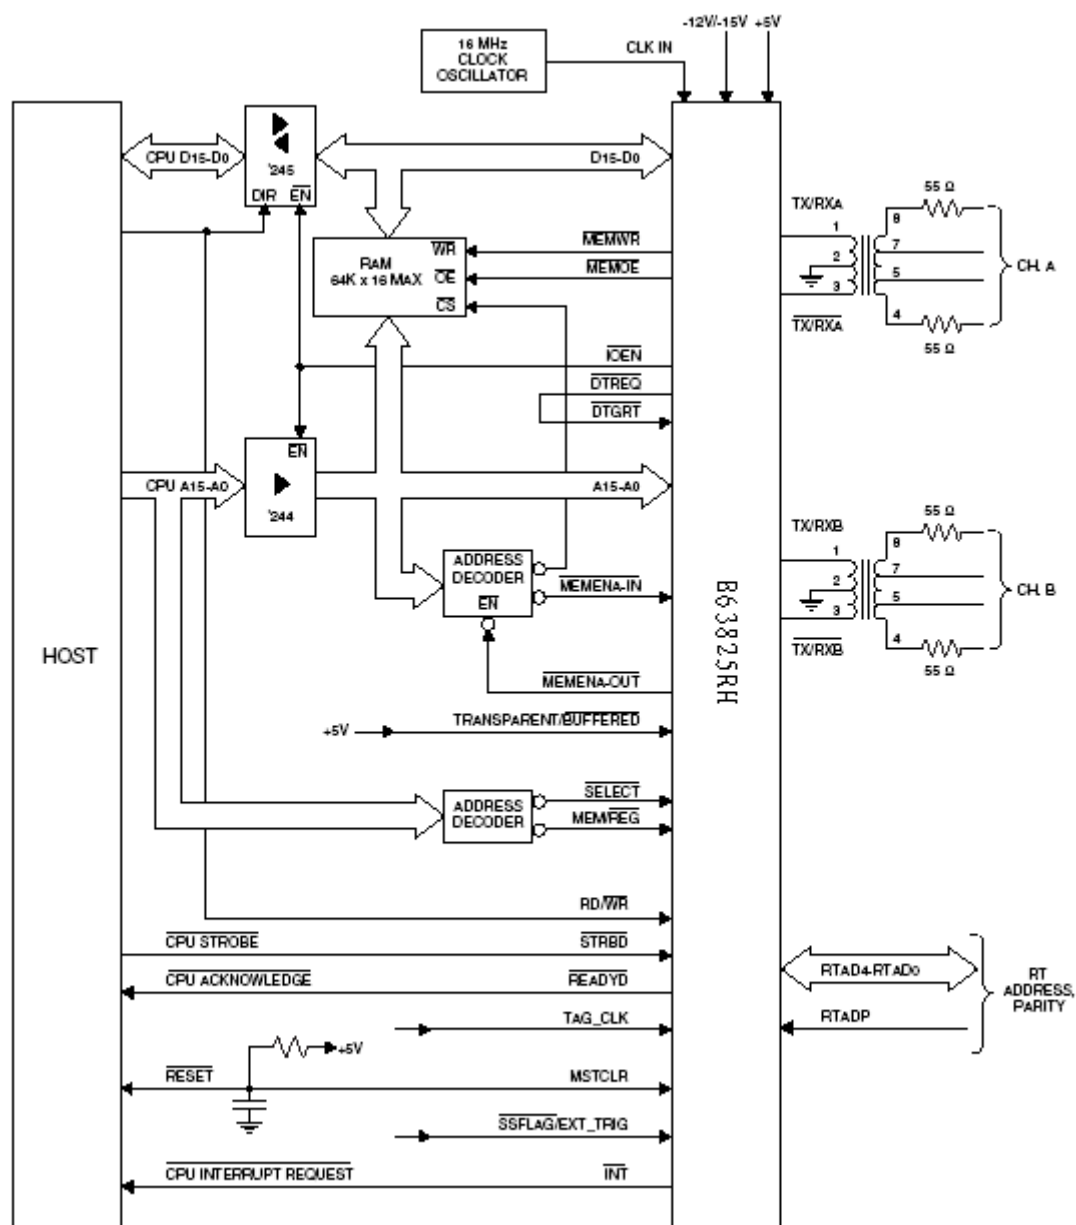 -12V/-15V +5V
16 MHz
CLOCK
OSCILLATOR
CLK IN
CPU D15-D0
'245
DIR EN
D15-D0
RAM
64K x 16 MAX
WR
OE
CS
MEMWR
MEMOE
IOEN
DTREQ
DTGRT
TX/RXA
1
2
3
TX/RXA
8
7
5
4
55 Ω
55 Ω
CH. A
CPU A15-A0
EN
'244
A15-A0
ADDRESS
DECODER
EN
MEMENA-IN
MEMENA-OUT
TX/RXB
1
2
3
TX/RXB
8
7
5
4
55 Ω
55 Ω
CH. B
HOST
B63825RH
+5V
TRANSPARENT/BUFFERED
ADDRESS
DECODER
SELECT
MEM/REG
RD/WR
CPU STROBE
STRBD
CPU ACKNOWLEDGE
READYD
TAG_CLK
+5V
RESET
MSTCLR
SSFLAG/EXT_TRIG
CPU INTERRUPT REQUEST
INT
RTAD4-RTAD0
RTADP
RT
ADDRESS,
PARITY